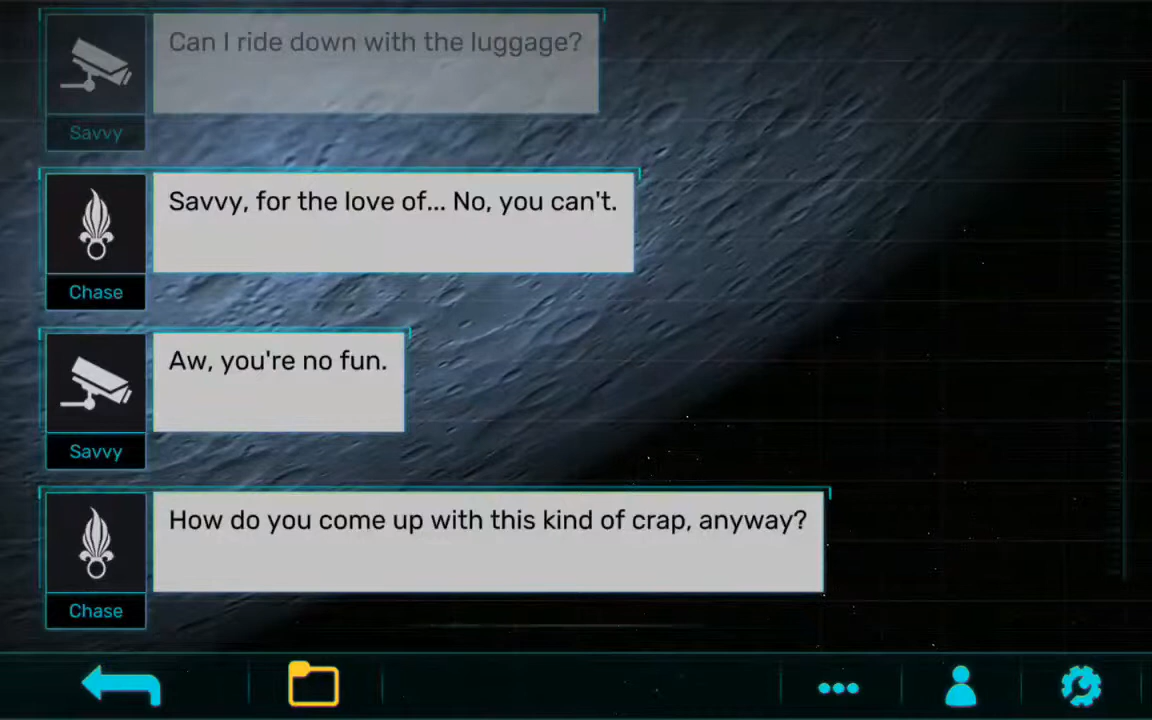 Can I ride down with the luggage?
Savvy
Savvy, for the love of... No, you can't.
Chase
Aw, you're no fun.
Savvy
How do you come up with this kind of crap, anyway?
Chase